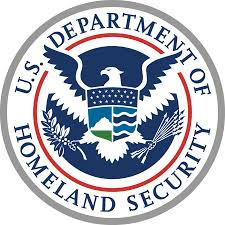 U.S. DEPARTMENT OF
HOMELAND SECURITY